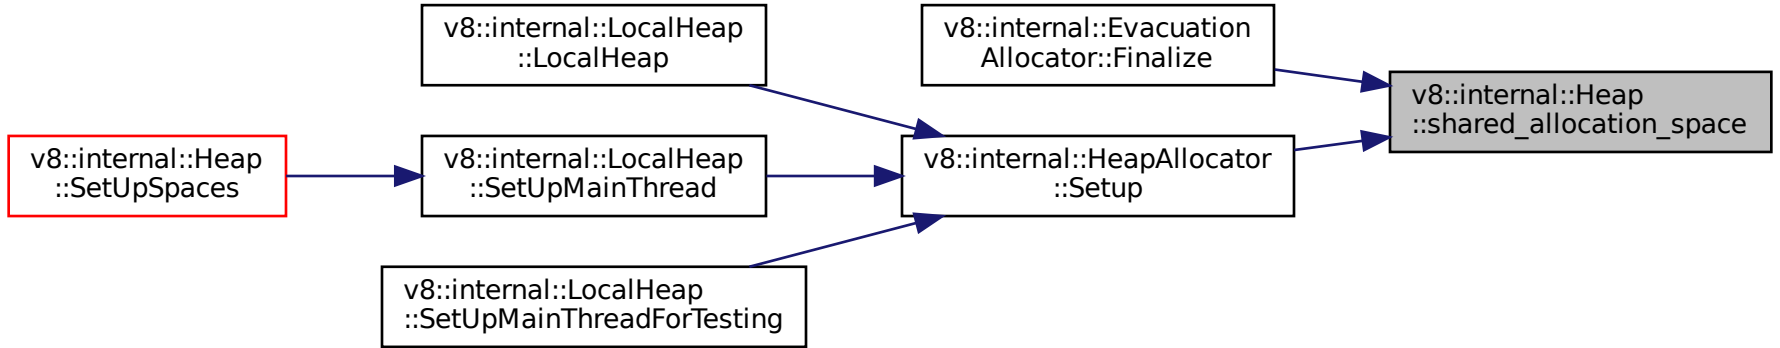 v8::internal::LocalHeap
::LocalHeap
v8::internal::Evacuation
Allocator::Finalize
v8::internal::Heap
::shared_allocation_space
v8::internal::Heap
::SetUpSpaces
v8::internal::LocalHeap
::SetUpMainThread
v8::internal::HeapAllocator
::Setup
v8::internal::LocalHeap
::SetUpMainThreadForTesting